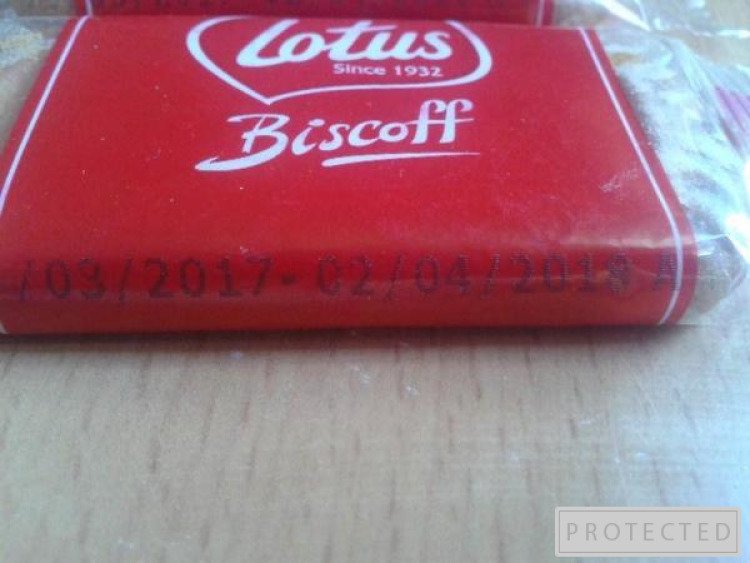 Lotus
Since 1932
Biscoff
/03/2017- 02/04/2018 A
PROTECTED